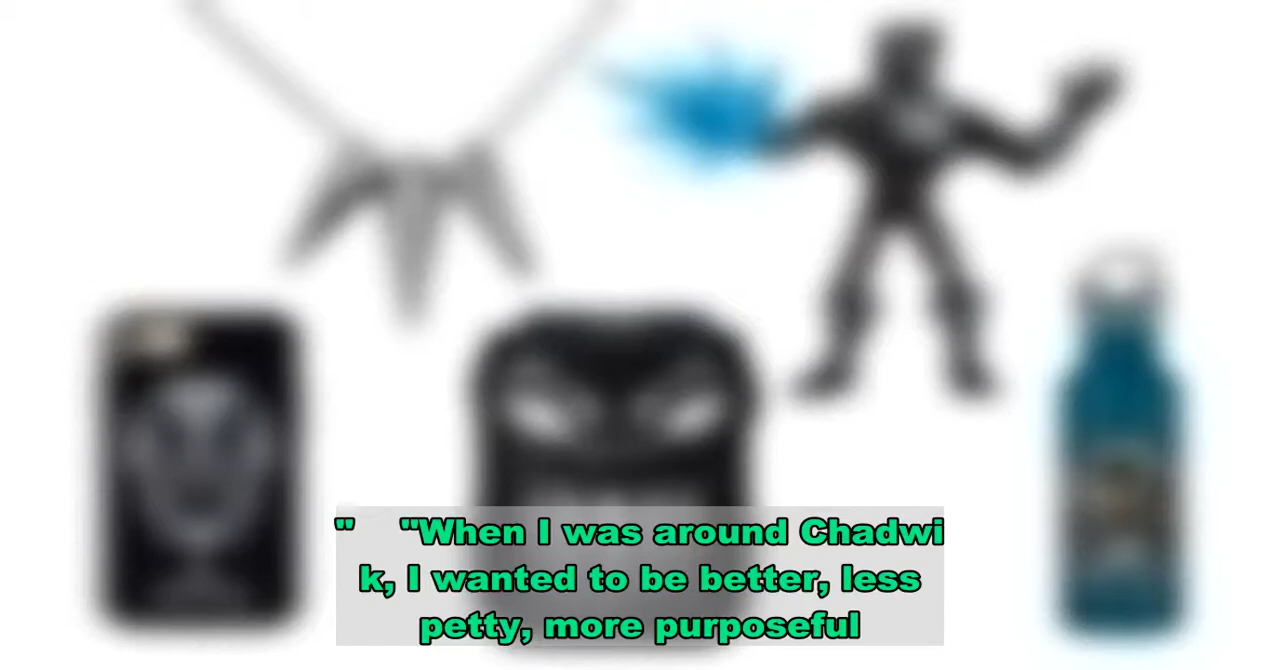 "    "When I was around Chadwi
k, I wanted to be better, less
petty, more purposeful